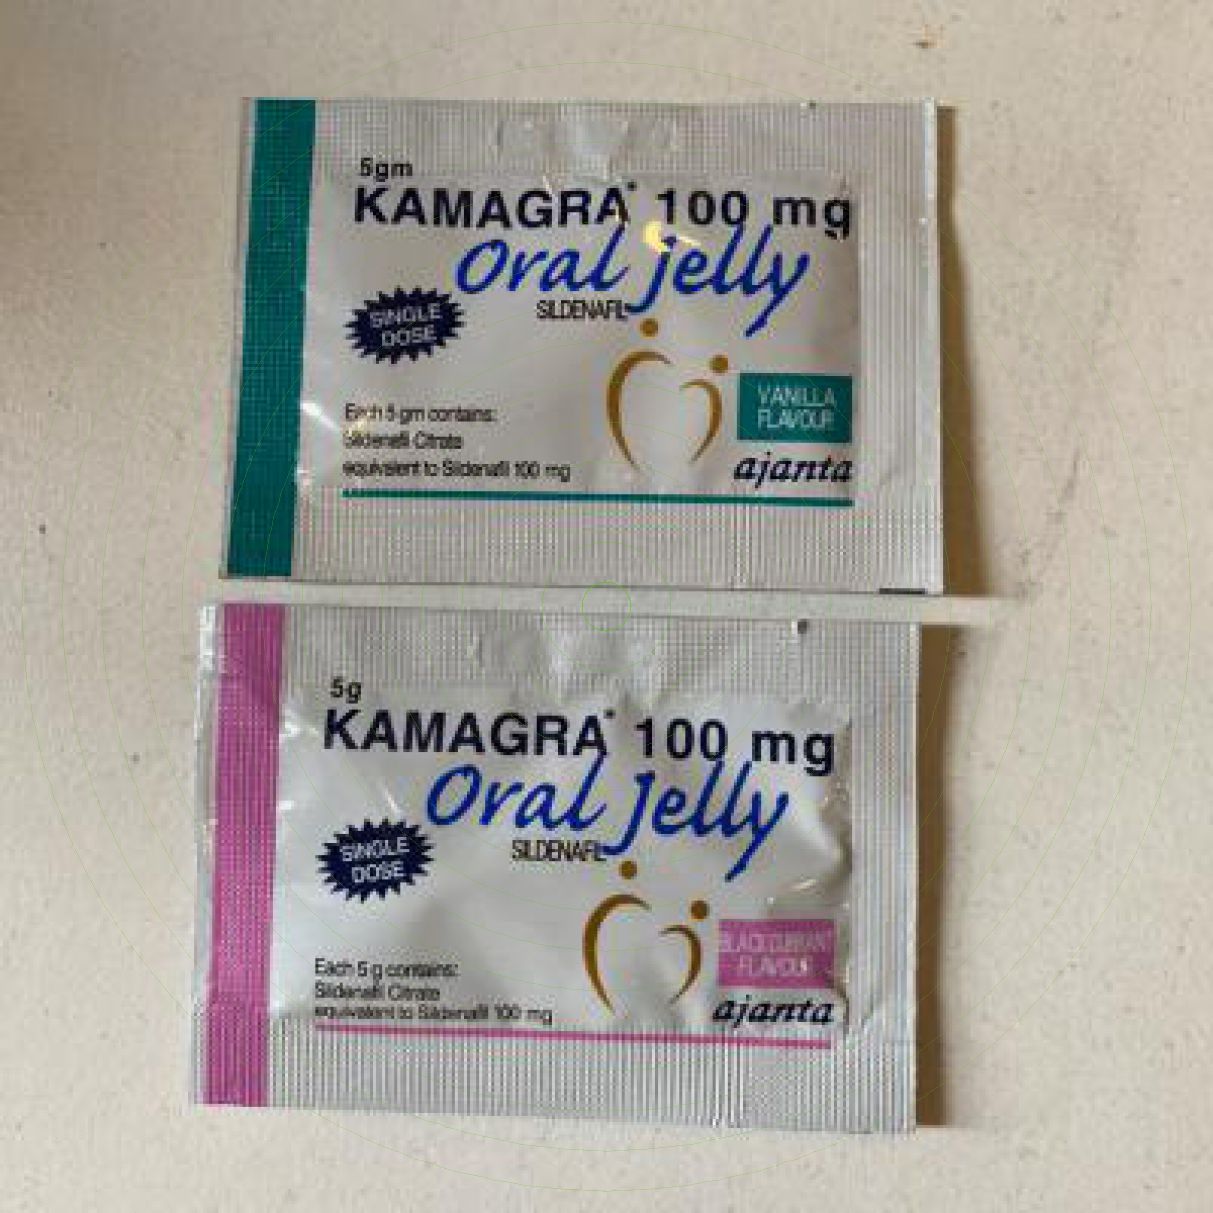 5gm
KAMAGRA® 100 mg
Oral jelly
SILDENAFIL
SINGLE
DOSE
VANILLA
FLAVOUR
Each 5 gm contains:
Sildenafil Citrate
equivalent to Sildenafil 100 mg
ajanta
5g
KAMAGRA® 100 mg
Oral Jelly
SILDENAFIL
SINGLE
DOSE
BLACKCURRANT
FLAVOUR
Each 5 g contains:
Sildenafil Citrate
equivalent to Sildenafil 100 mg
ajanta